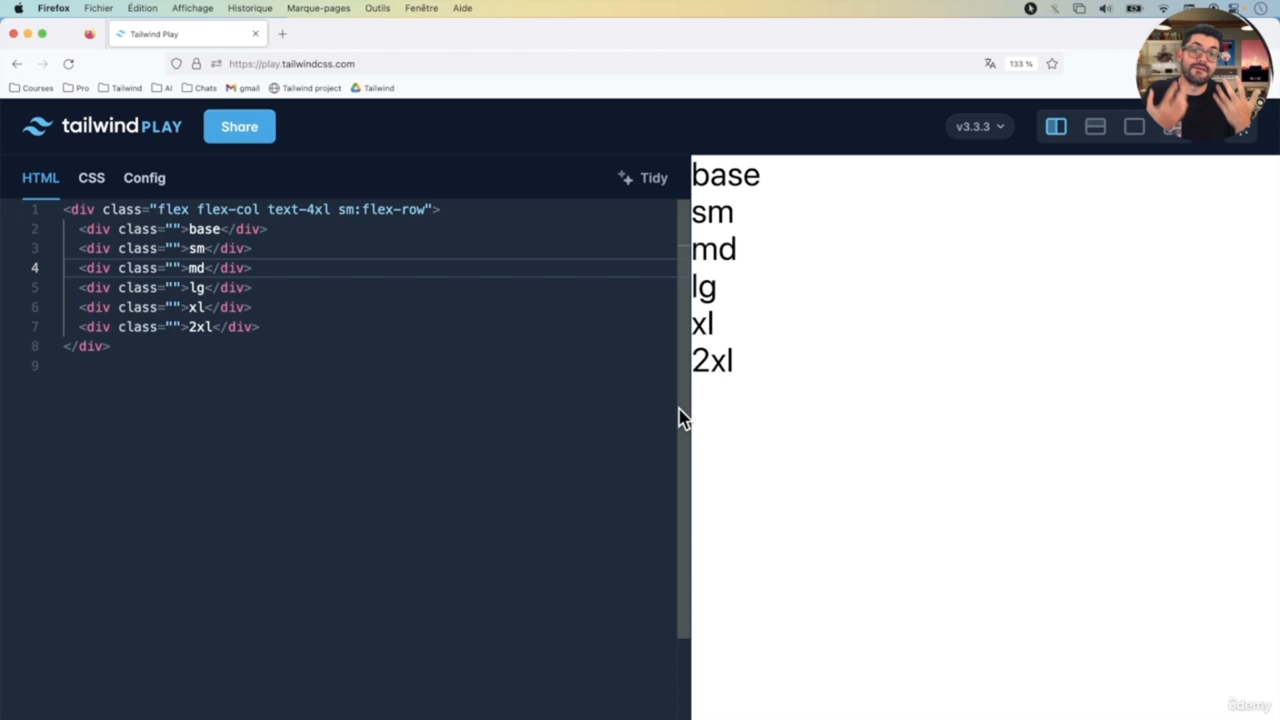 Firefox Fichier Édition Affichage Historique Marque-pages Outils Fenêtre Aide
Tailwind Play
https://play.tailwindcss.com
133 %
Courses Pro Tailwind AI Chats gmail Tailwind project Tailwind
tailwind PLAY
Share
v3.3.3
HTML CSS Config
Tidy
1 <div class="flex flex-col text-4xl sm:flex-row">
2 <div class="">base</div>
3 <div class="">sm</div>
4 <div class="">md</div>
5 <div class="">lg</div>
6 <div class="">xl</div>
7 <div class="">2xl</div>
8 </div>
9
base
sm
md
lg
xl
2xl
ûdemy